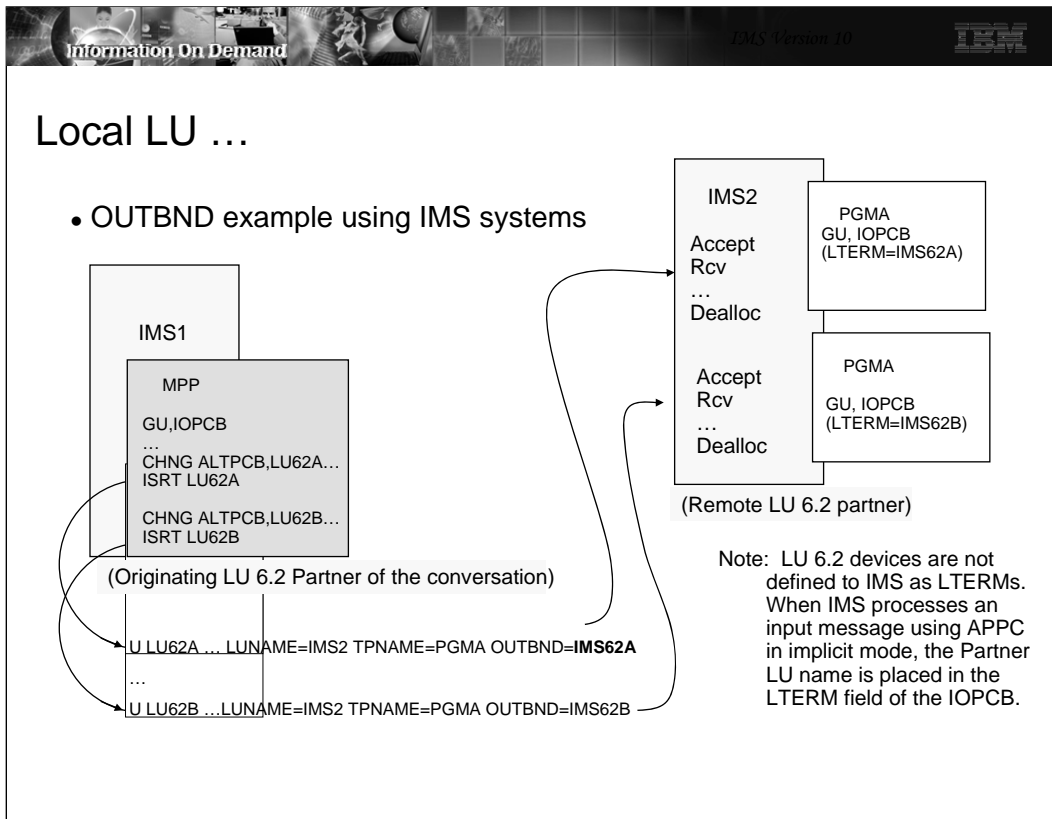 Information On Demand
IMS Version 10
IBM
Local LU …
• OUTBND example using IMS systems
IMS1
MPP
GU,IOPCB
…
CHNG ALTPCB,LU62A…
ISRT LU62A
CHNG ALTPCB,LU62B…
ISRT LU62B
(Originating LU 6.2 Partner of the conversation)
U LU62A … LUNAME=IMS2 TPNAME=PGMA OUTBND=IMS62A
…
U LU62B …LUNAME=IMS2 TPNAME=PGMA OUTBND=IMS62B
IMS2
Accept
Rcv
…
Dealloc
Accept
Rcv
…
Dealloc
PGMA
GU, IOPCB
(LTERM=IMS62A)
PGMA
GU, IOPCB
(LTERM=IMS62B)
(Remote LU 6.2 partner)
Note: LU 6.2 devices are not
defined to IMS as LTERMs.
When IMS processes an
input message using APPC
in implicit mode, the Partner
LU name is placed in the
LTERM field of the IOPCB.